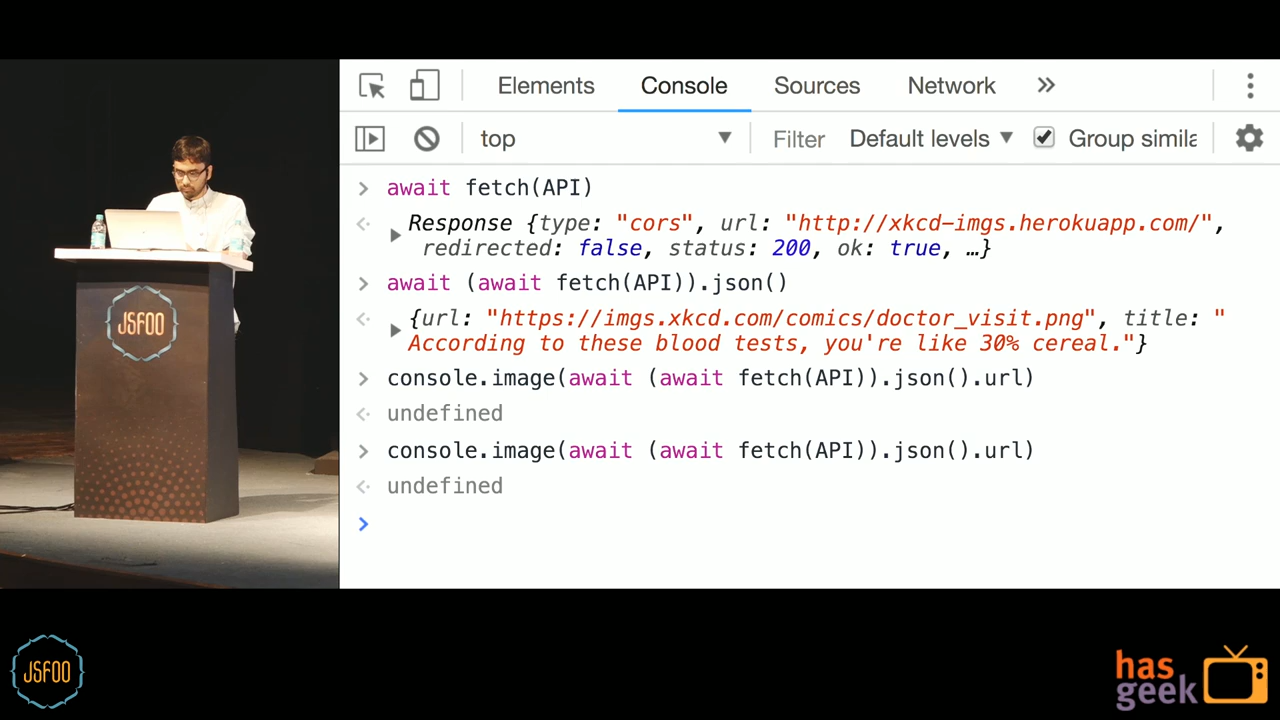 Elements Console Sources Network »
top Filter Default levels Group simila
> await fetch(API)
Response {type: "cors", url: "http://xkcd-imgs.herokuapp.com/",
redirected: false, status: 200, ok: true, …}
> await (await fetch(API)).json()
{url: "https://imgs.xkcd.com/comics/doctor_visit.png", title: "
According to these blood tests, you're like 30% cereal."}
> console.image(await (await fetch(API)).json().url)
undefined
> console.image(await (await fetch(API)).json().url)
undefined
>
JSFOO
JSFOO
has
geek